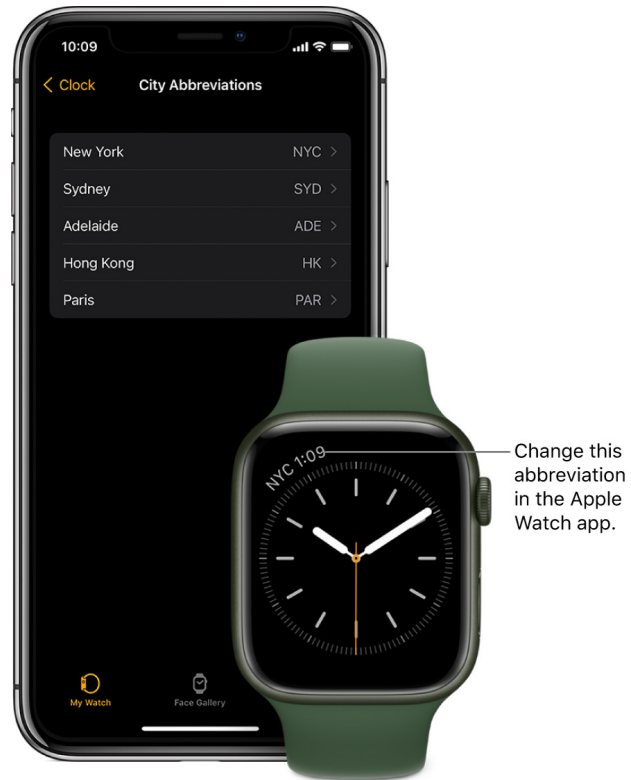 10:09
Clock City Abbreviations
New York NYC
Sydney SYD
Adelaide ADE
Hong Kong HK
Paris PAR
NYC 1:09
Change this
abbreviation
in the Apple
Watch app.
My Watch Face Gallery